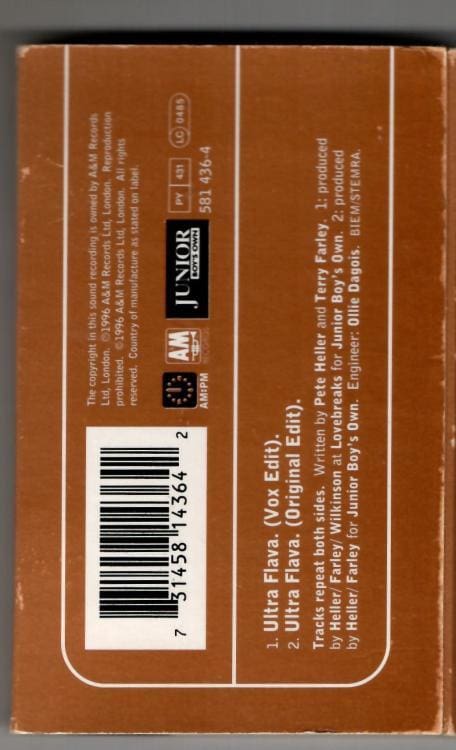 The copyright in this sound recording is owned by A&M Records
Ltd, London. ℗1996 A&M Records Ltd, London. Reproduction
prohibited. ©1996 A&M Records Ltd, London. All rights
reserved. Country of manufacture as stated on label.
7 31458 14364 2
AM:PM
AM
RECORDS
JUNIOR
BOY'S OWN
PY 431
LC 0485
581 436-4
1. Ultra Flava. (Vox Edit).
2. Ultra Flava. (Original Edit).
Tracks repeat both sides. Written by Pete Heller and Terry Farley. 1: produced
by Heller/ Farley/ Wilkinson at Lovebreaks for Junior Boy's Own. 2: produced
by Heller/ Farley for Junior Boy's Own. Engineer: Ollie Dagois. BIEM/STEMRA.